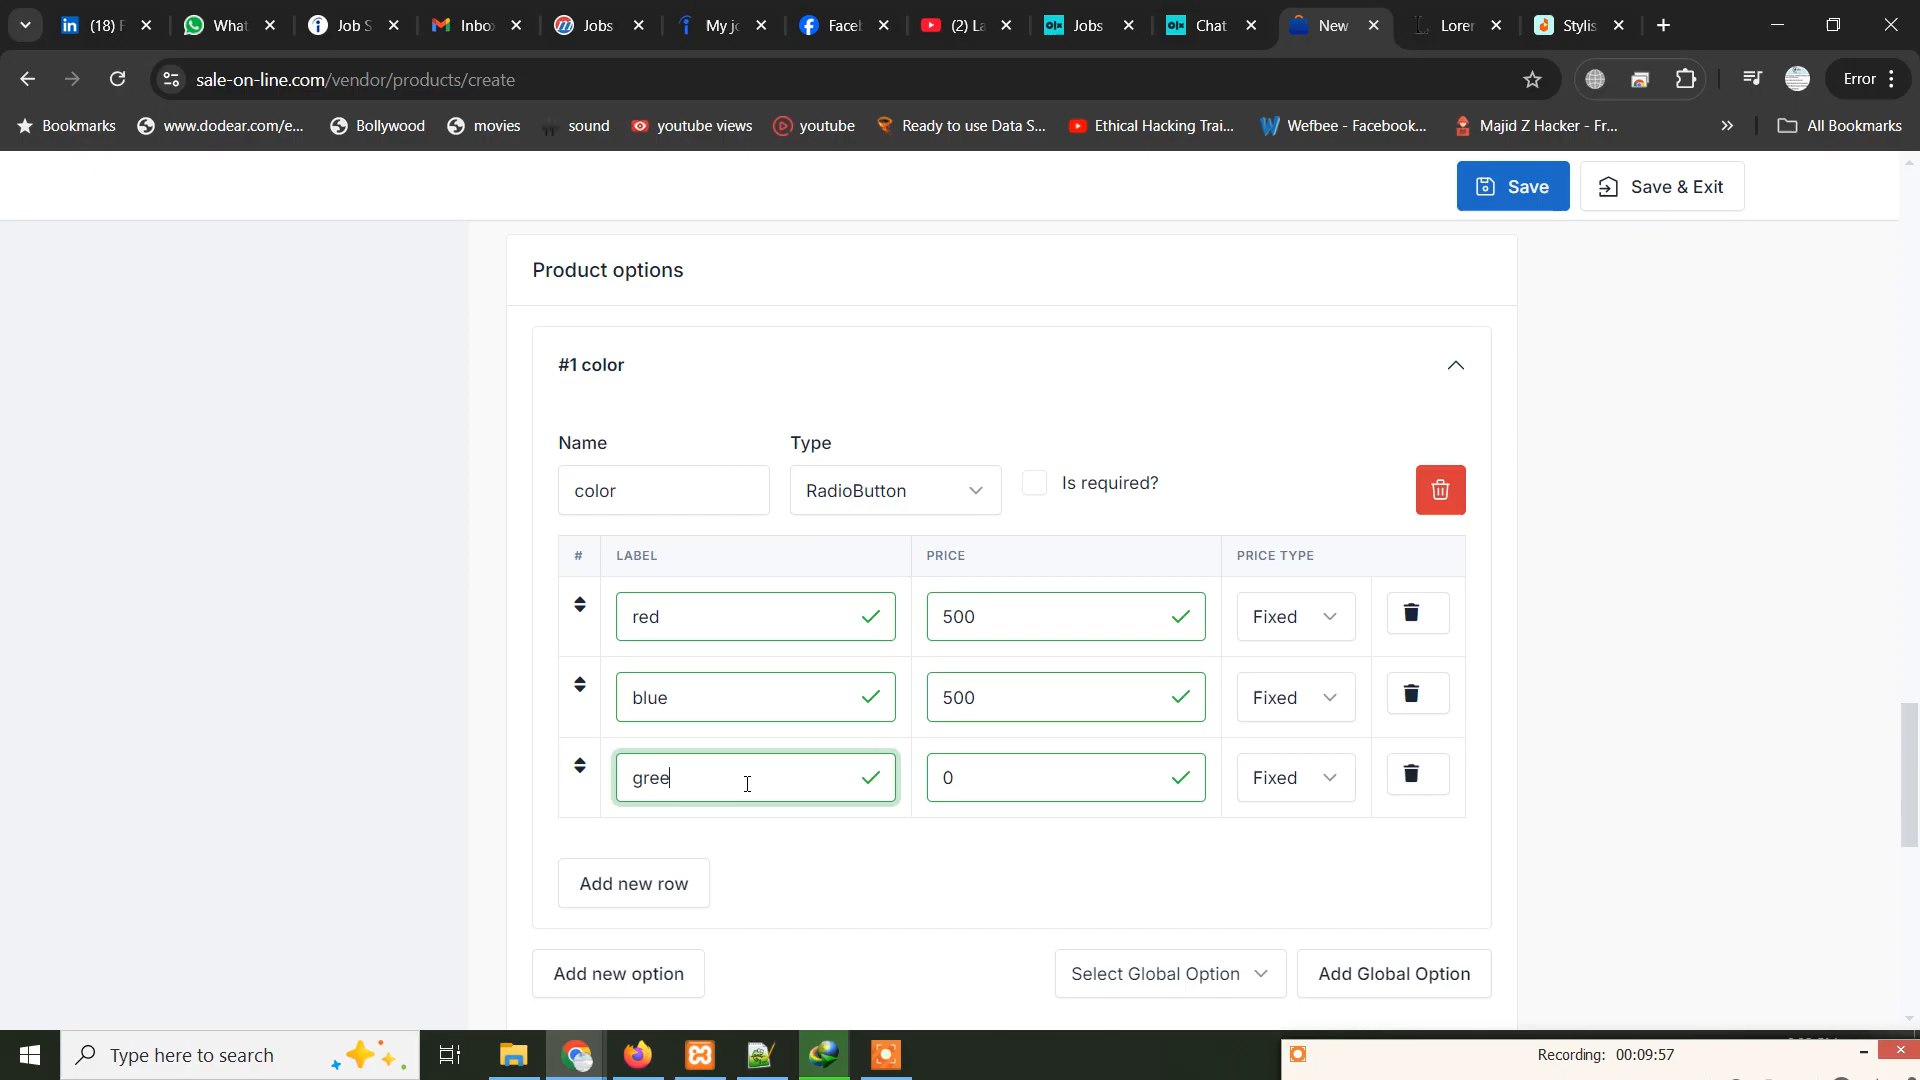 (18) F
What
Job S
Inbo
Jobs
My jo
Faceb
(2) La
Jobs
Chat
New
Lorer
Stylis
sale-on-line.com/vendor/products/create
Error
Bookmarks
www.dodear.com/e...
Bollywood
movies
sound
youtube views
youtube
Ready to use Data S...
Ethical Hacking Trai...
Wefbee - Facebook...
Majid Z Hacker - Fr...
All Bookmarks
Save
Save & Exit
Product options
#1 color
Name
Type
color
RadioButton
Is required?
# LABEL PRICE PRICE TYPE
red 500 Fixed
blue 500 Fixed
gree 0 Fixed
Add new row
Add new option
Select Global Option
Add Global Option
Type here to search
Recording: 00:09:57